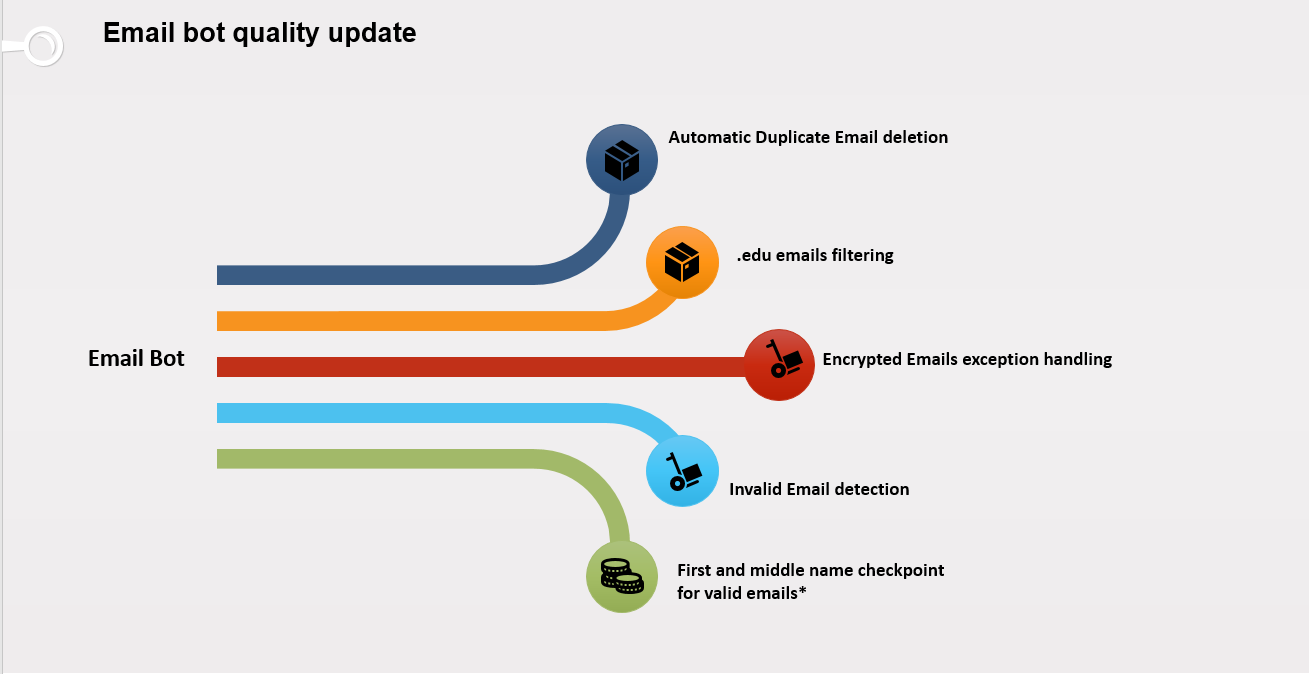 Email bot quality update
Automatic Duplicate Email deletion
.edu emails filtering
Email Bot
Encrypted Emails exception handling
Invalid Email detection
First and middle name checkpoint
for valid emails*